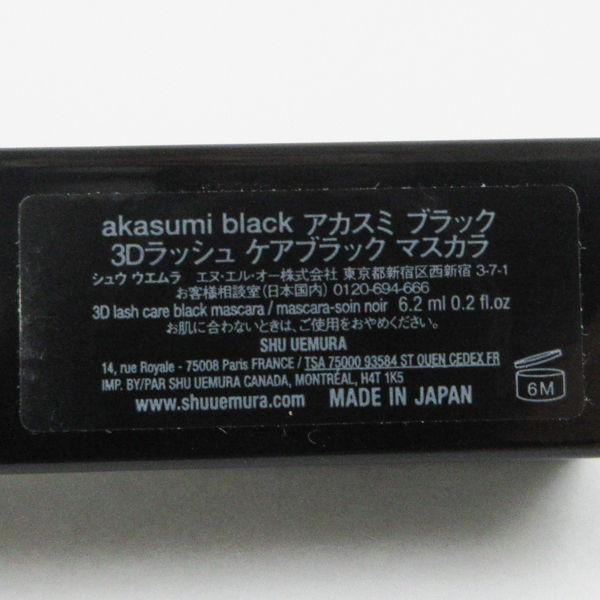 akasumi black アカスミ ブラック
3Dラッシュ ケアブラック マスカラ
シュウ ウエムラ エヌ・エル・オー株式会社 東京都新宿区西新宿 3-7-1
お客様相談室(日本国内) 0120-694-666
3D lash care black mascara / mascara-soin noir 6.2 ml 0.2 fl.oz
お肌に合わないときは、ご使用をおやめください。
SHU UEMURA
14, rue Royale - 75008 Paris FRANCE / TSA 75000 93584 ST OUEN CEDEX FR
IMP. BY/PAR SHU UEMURA CANADA, MONTRÉAL, H4T 1K5
www.shuuemura.com MADE IN JAPAN
6M